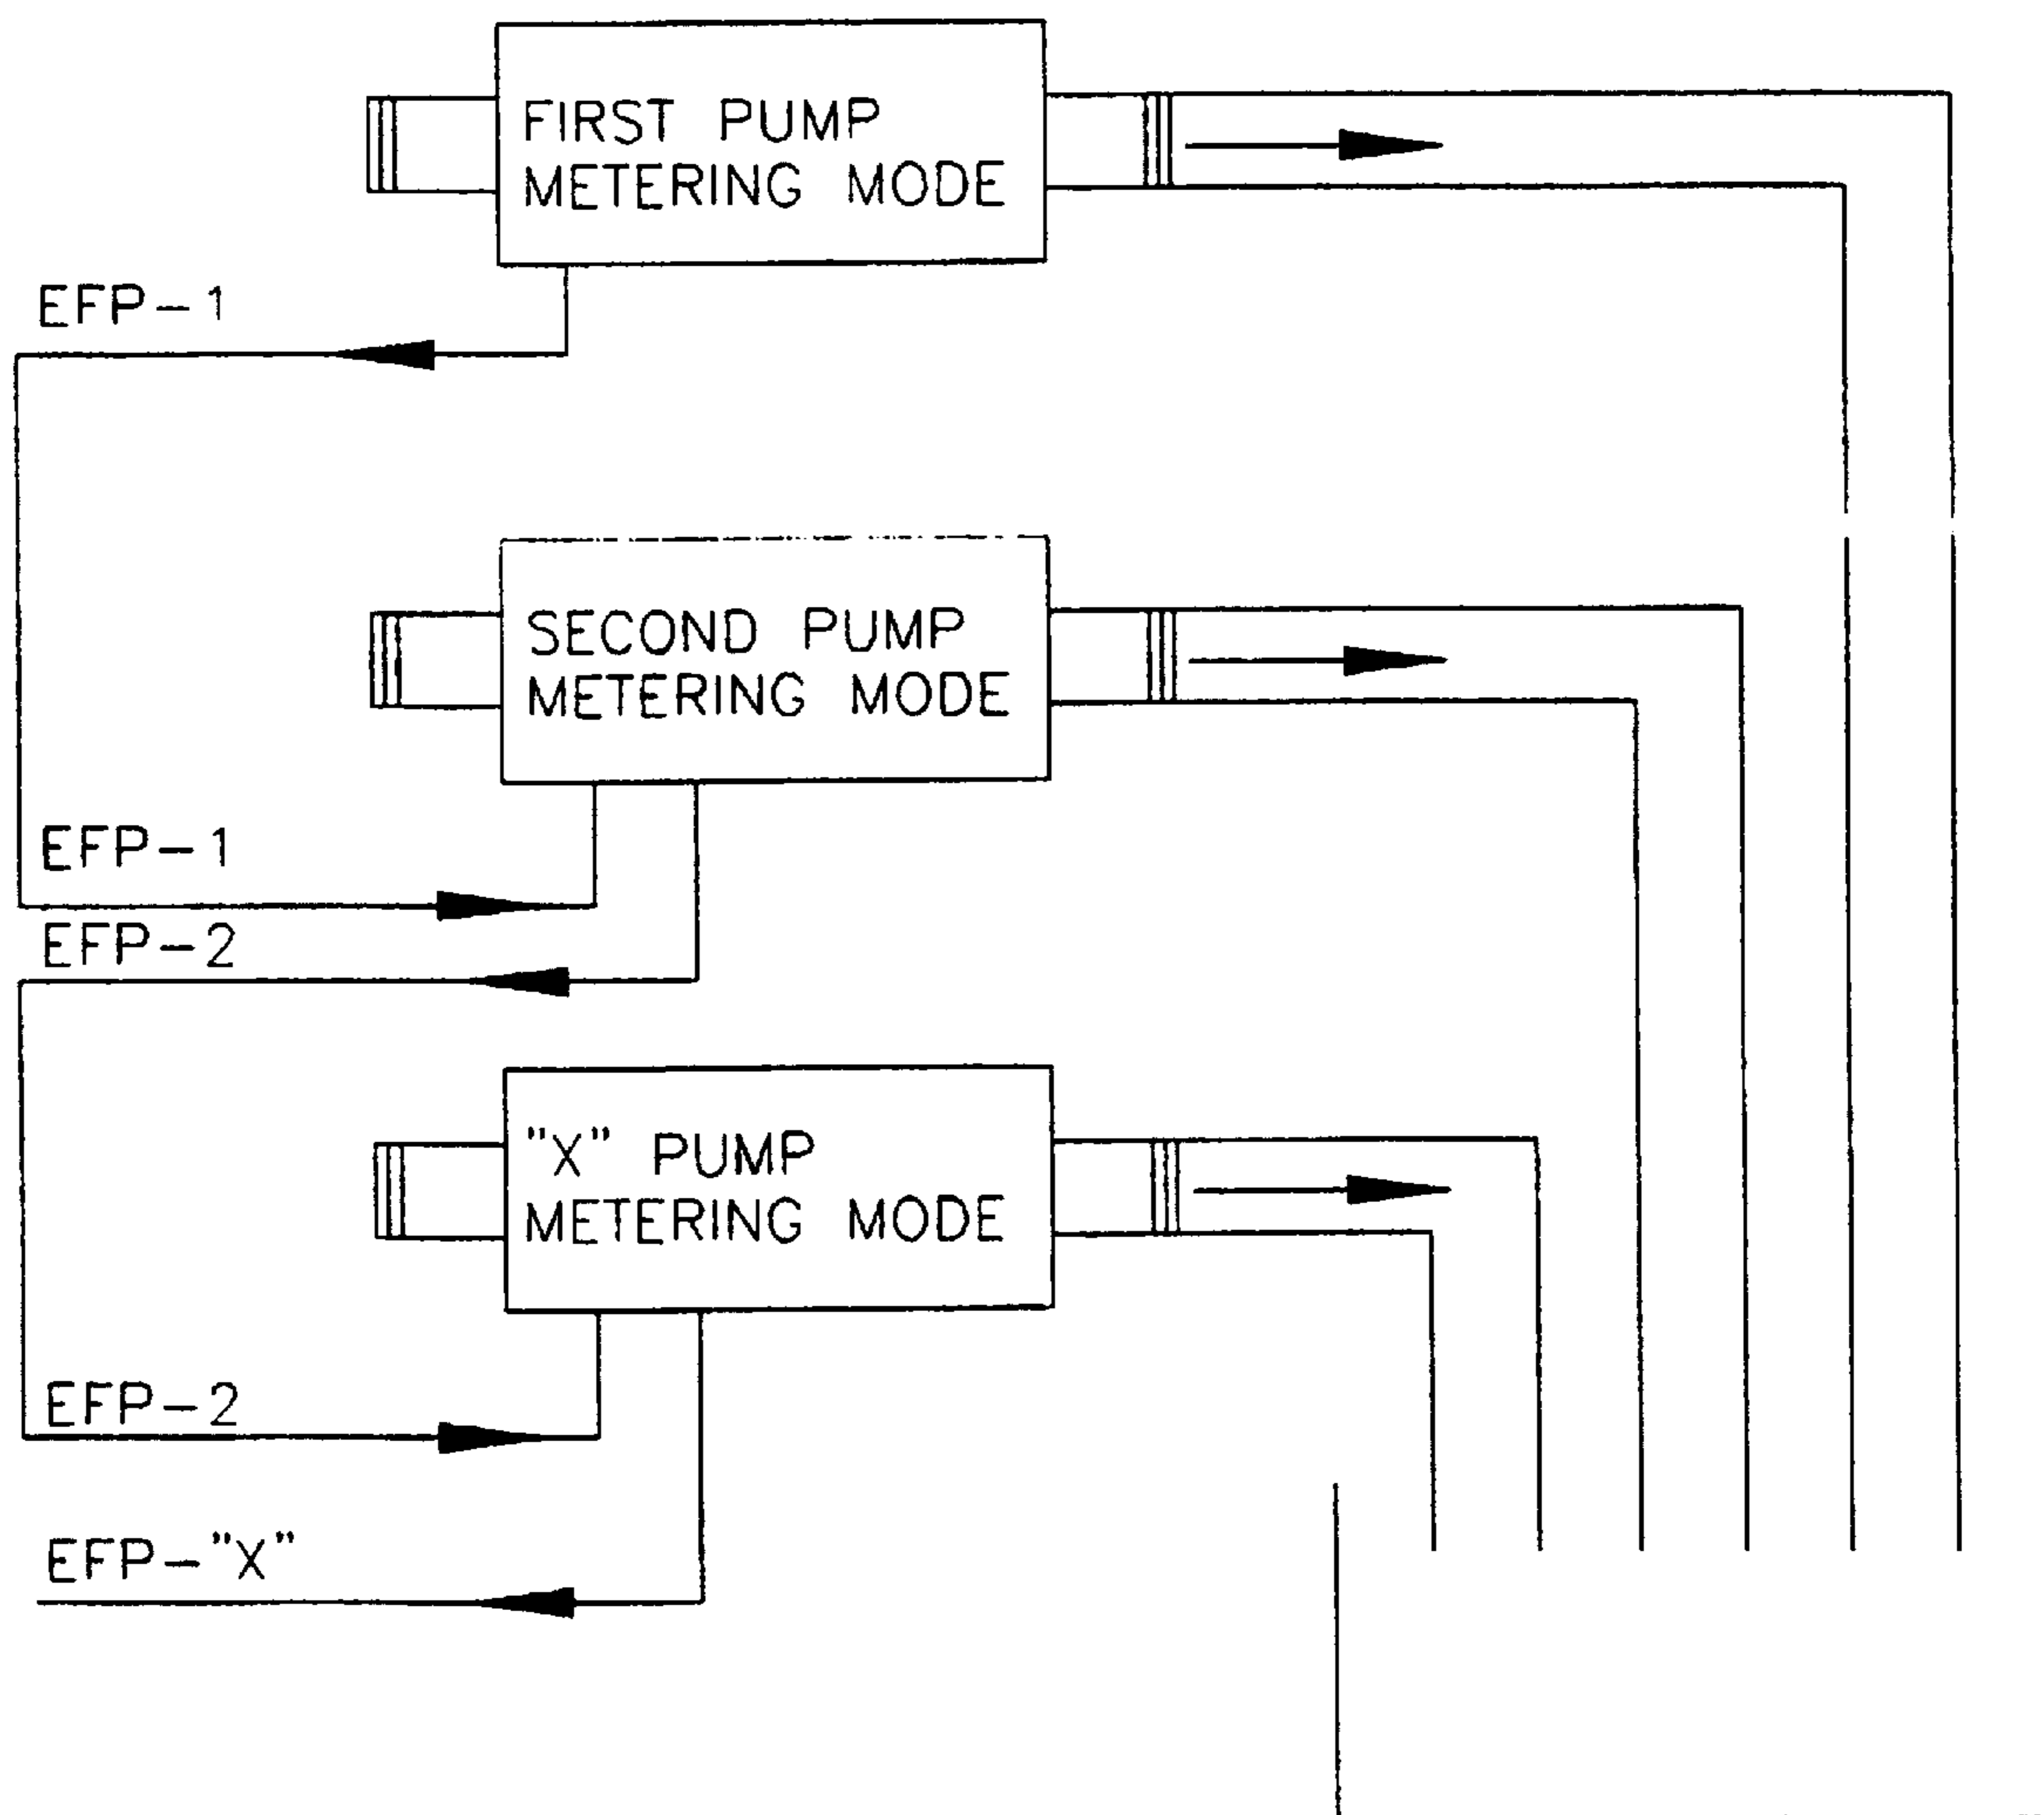 FIRST PUMP
METERING MODE
EFP-1
SECOND PUMP
METERING MODE
EFP-1
EFP-2
"X" PUMP
METERING MODE
EFP-2
EFP-"X"